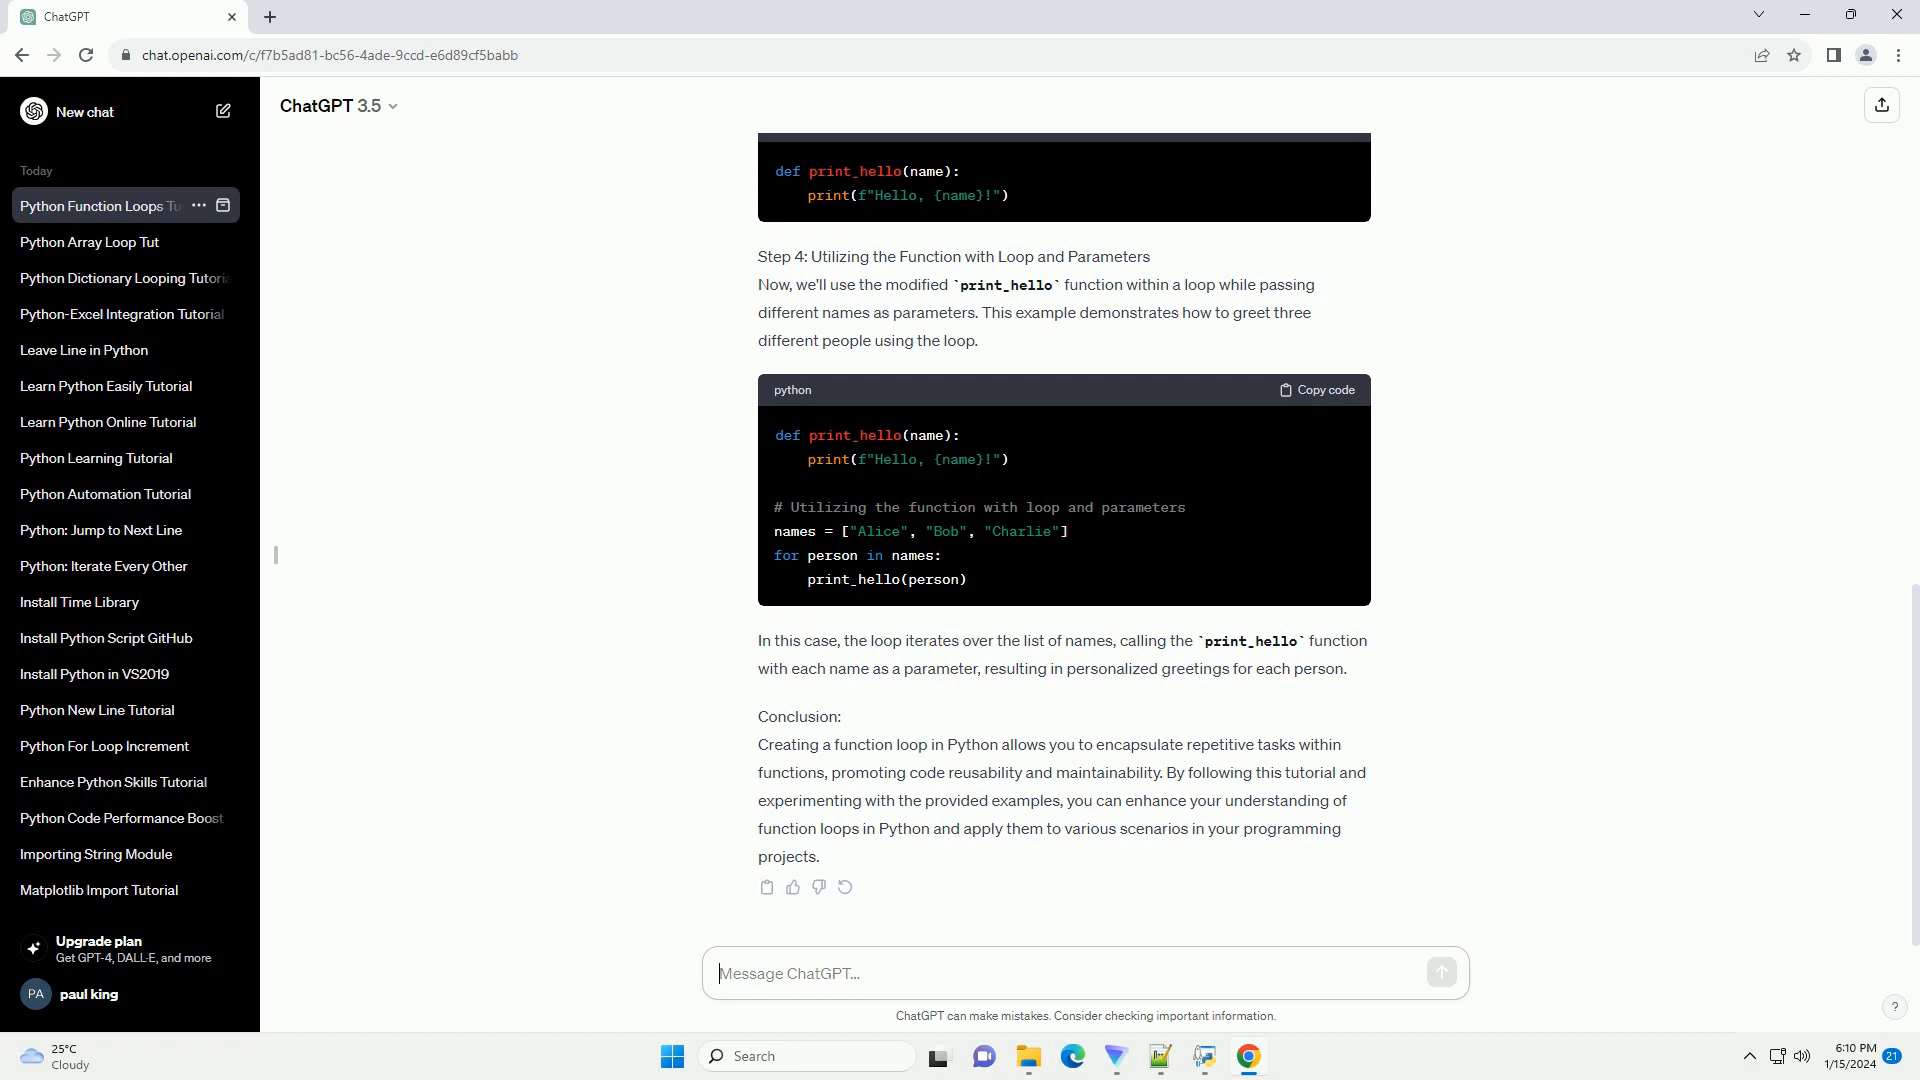 ChatGPT
chat.openai.com/c/f7b5ad81-bc56-4ade-9ccd-e6d89cf5babb
New chat
Today
Python Function Loops Tu
Python Array Loop Tut
Python Dictionary Looping Tutoria
Python-Excel Integration Tutorial
Leave Line in Python
Learn Python Easily Tutorial
Learn Python Online Tutorial
Python Learning Tutorial
Python Automation Tutorial
Python: Jump to Next Line
Python: Iterate Every Other
Install Time Library
Install Python Script GitHub
Install Python in VS2019
Python New Line Tutorial
Python For Loop Increment
Enhance Python Skills Tutorial
Python Code Performance Boost
Importing String Module
Matplotlib Import Tutorial
Upgrade plan
Get GPT-4, DALL·E, and more
PA paul king
ChatGPT 3.5
def print_hello(name):
    print(f"Hello, {name}!")
Step 4: Utilizing the Function with Loop and Parameters
Now, we'll use the modified `print_hello` function within a loop while passing
different names as parameters. This example demonstrates how to greet three
different people using the loop.
python Copy code
def print_hello(name):
    print(f"Hello, {name}!")
# Utilizing the function with loop and parameters
names = ["Alice", "Bob", "Charlie"]
for person in names:
    print_hello(person)
In this case, the loop iterates over the list of names, calling the `print_hello` function
with each name as a parameter, resulting in personalized greetings for each person.
Conclusion:
Creating a function loop in Python allows you to encapsulate repetitive tasks within
functions, promoting code reusability and maintainability. By following this tutorial and
experimenting with the provided examples, you can enhance your understanding of
function loops in Python and apply them to various scenarios in your programming
projects.
Message ChatGPT...
ChatGPT can make mistakes. Consider checking important information.
?
25°C
Cloudy
Search
6:10 PM
1/15/2024
21